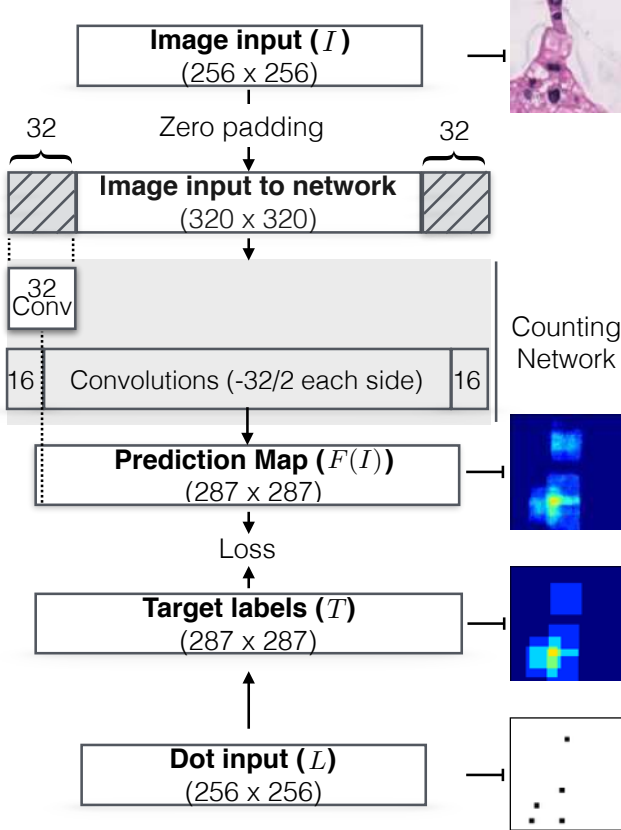 Image input (I)
(256 x 256)
Zero padding
32
32
Image input to network
(320 x 320)
32
Conv
Counting
Network
16
Convolutions (-32/2 each side)
16
Prediction Map (F(I))
(287 x 287)
Loss
Target labels (T)
(287 x 287)
Dot input (L)
(256 x 256)